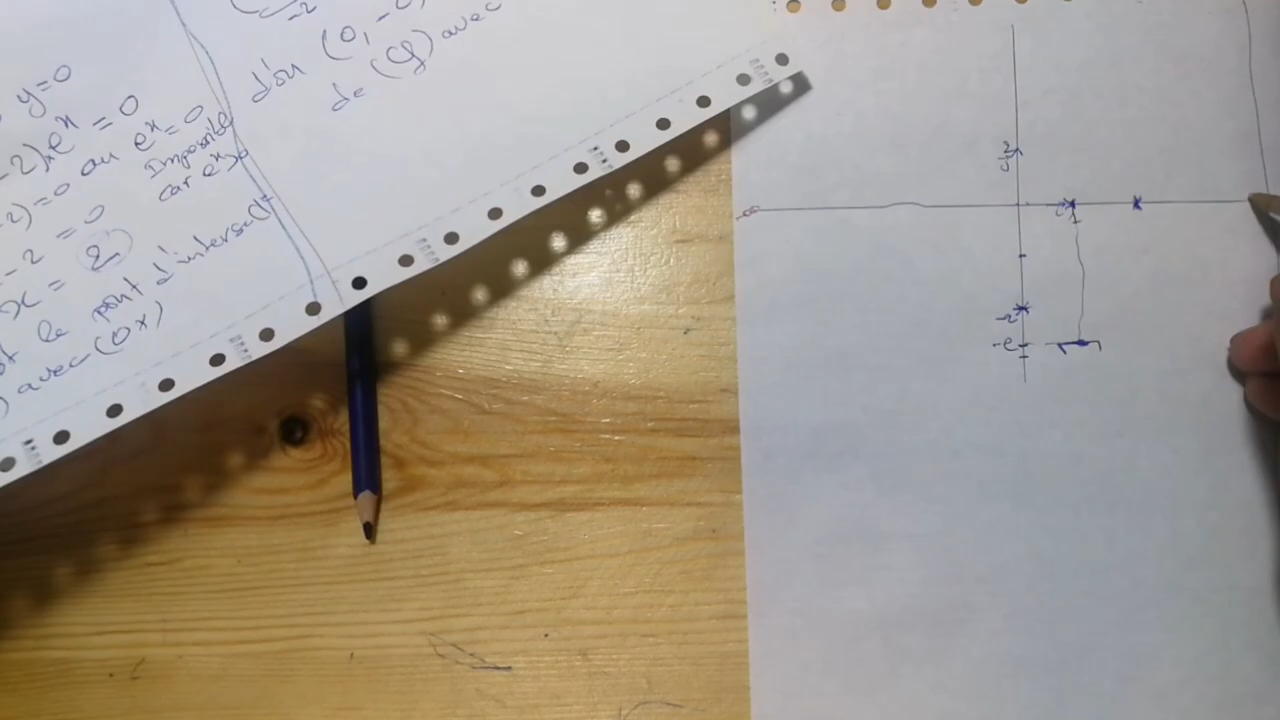 y=0
-2)×eˣ = 0
-2)=0 ou eˣ=0
Impossible
car eˣ>0
-2 = 0
x = 2
le point d'intersect
) avec (Ox)
-2
d'où (0, -
de (Cf) avec
-2
-e
1
-∞